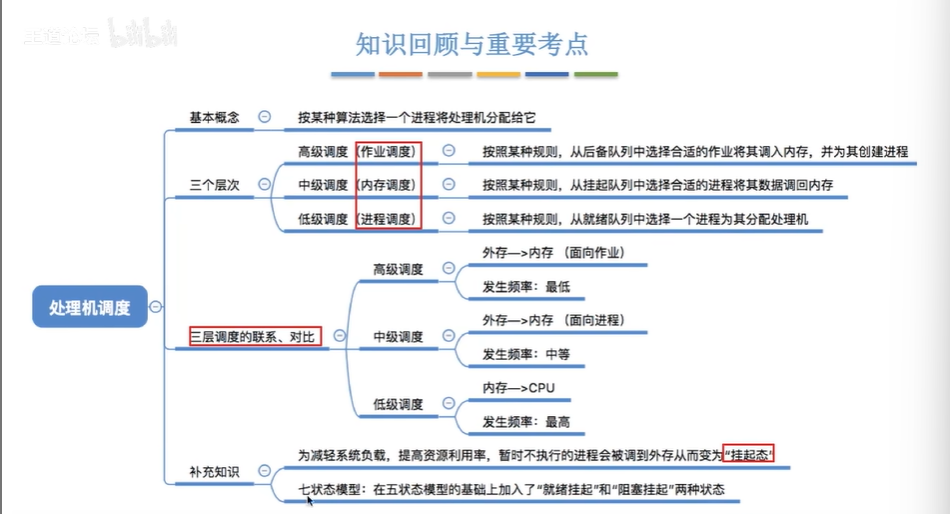 知识回顾与重要考点
基本概念
按某种算法选择一个进程将处理机分配给它
三个层次
高级调度（作业调度）
按照某种规则，从后备队列中选择合适的作业将其调入内存，并为其创建进程
中级调度（内存调度）
按照某种规则，从挂起队列中选择合适的进程将其数据调回内存
低级调度（进程调度）
按照某种规则，从就绪队列中选择一个进程为其分配处理机
处理机调度
三层调度的联系、对比
高级调度
外存—>内存 （面向作业）
发生频率：最低
中级调度
外存—>内存 （面向进程）
发生频率：中等
低级调度
内存—>CPU
发生频率：最高
补充知识
为减轻系统负载，提高资源利用率，暂时不执行的进程会被调到外存从而变为“挂起态”
七状态模型：在五状态模型的基础上加入了“就绪挂起”和“阻塞挂起”两种状态